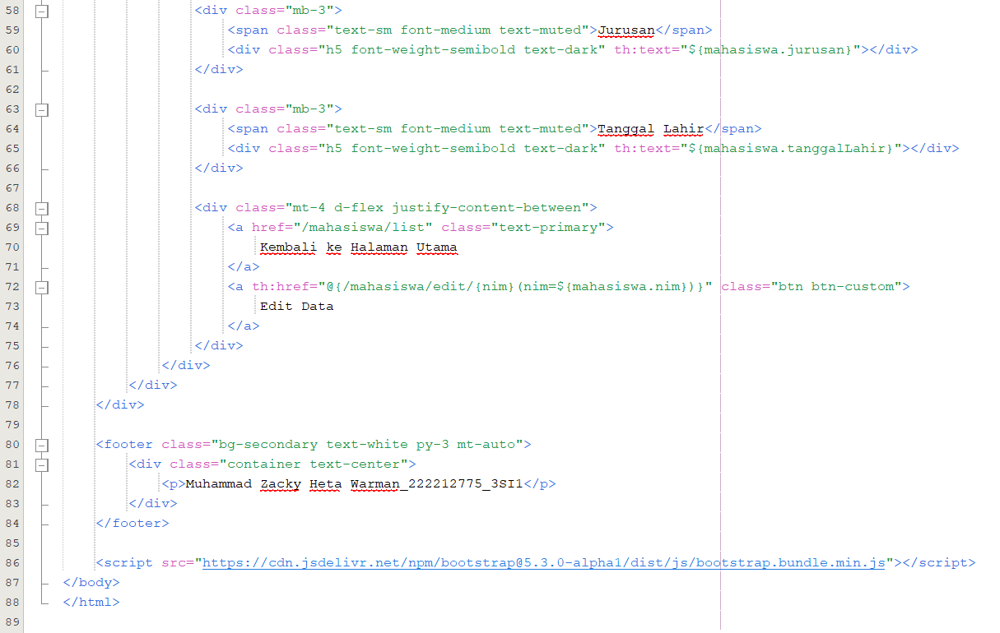 58 <div class="mb-3">
59 <span class="text-sm font-medium text-muted">Jurusan</span>
60 <div class="h5 font-weight-semibold text-dark" th:text="${mahasiswa.jurusan}"></div>
61 </div>
62
63 <div class="mb-3">
64 <span class="text-sm font-medium text-muted">Tanggal Lahir</span>
65 <div class="h5 font-weight-semibold text-dark" th:text="${mahasiswa.tanggalLahir}"></div>
66 </div>
67
68 <div class="mt-4 d-flex justify-content-between">
69 <a href="/mahasiswa/list" class="text-primary">
70 Kembali ke Halaman Utama
71 </a>
72 <a th:href="@{/mahasiswa/edit/{nim}(nim=${mahasiswa.nim})}" class="btn btn-custom">
73 Edit Data
74 </a>
75 </div>
76 </div>
77 </div>
78 </div>
79
80 <footer class="bg-secondary text-white py-3 mt-auto">
81 <div class="container text-center">
82 <p>Muhammad Zacky Heta Warman_222212775_3SI1</p>
83 </div>
84 </footer>
85
86 <script src="https://cdn.jsdelivr.net/npm/bootstrap@5.3.0-alpha1/dist/js/bootstrap.bundle.min.js"></script>
87 </body>
88 </html>
89